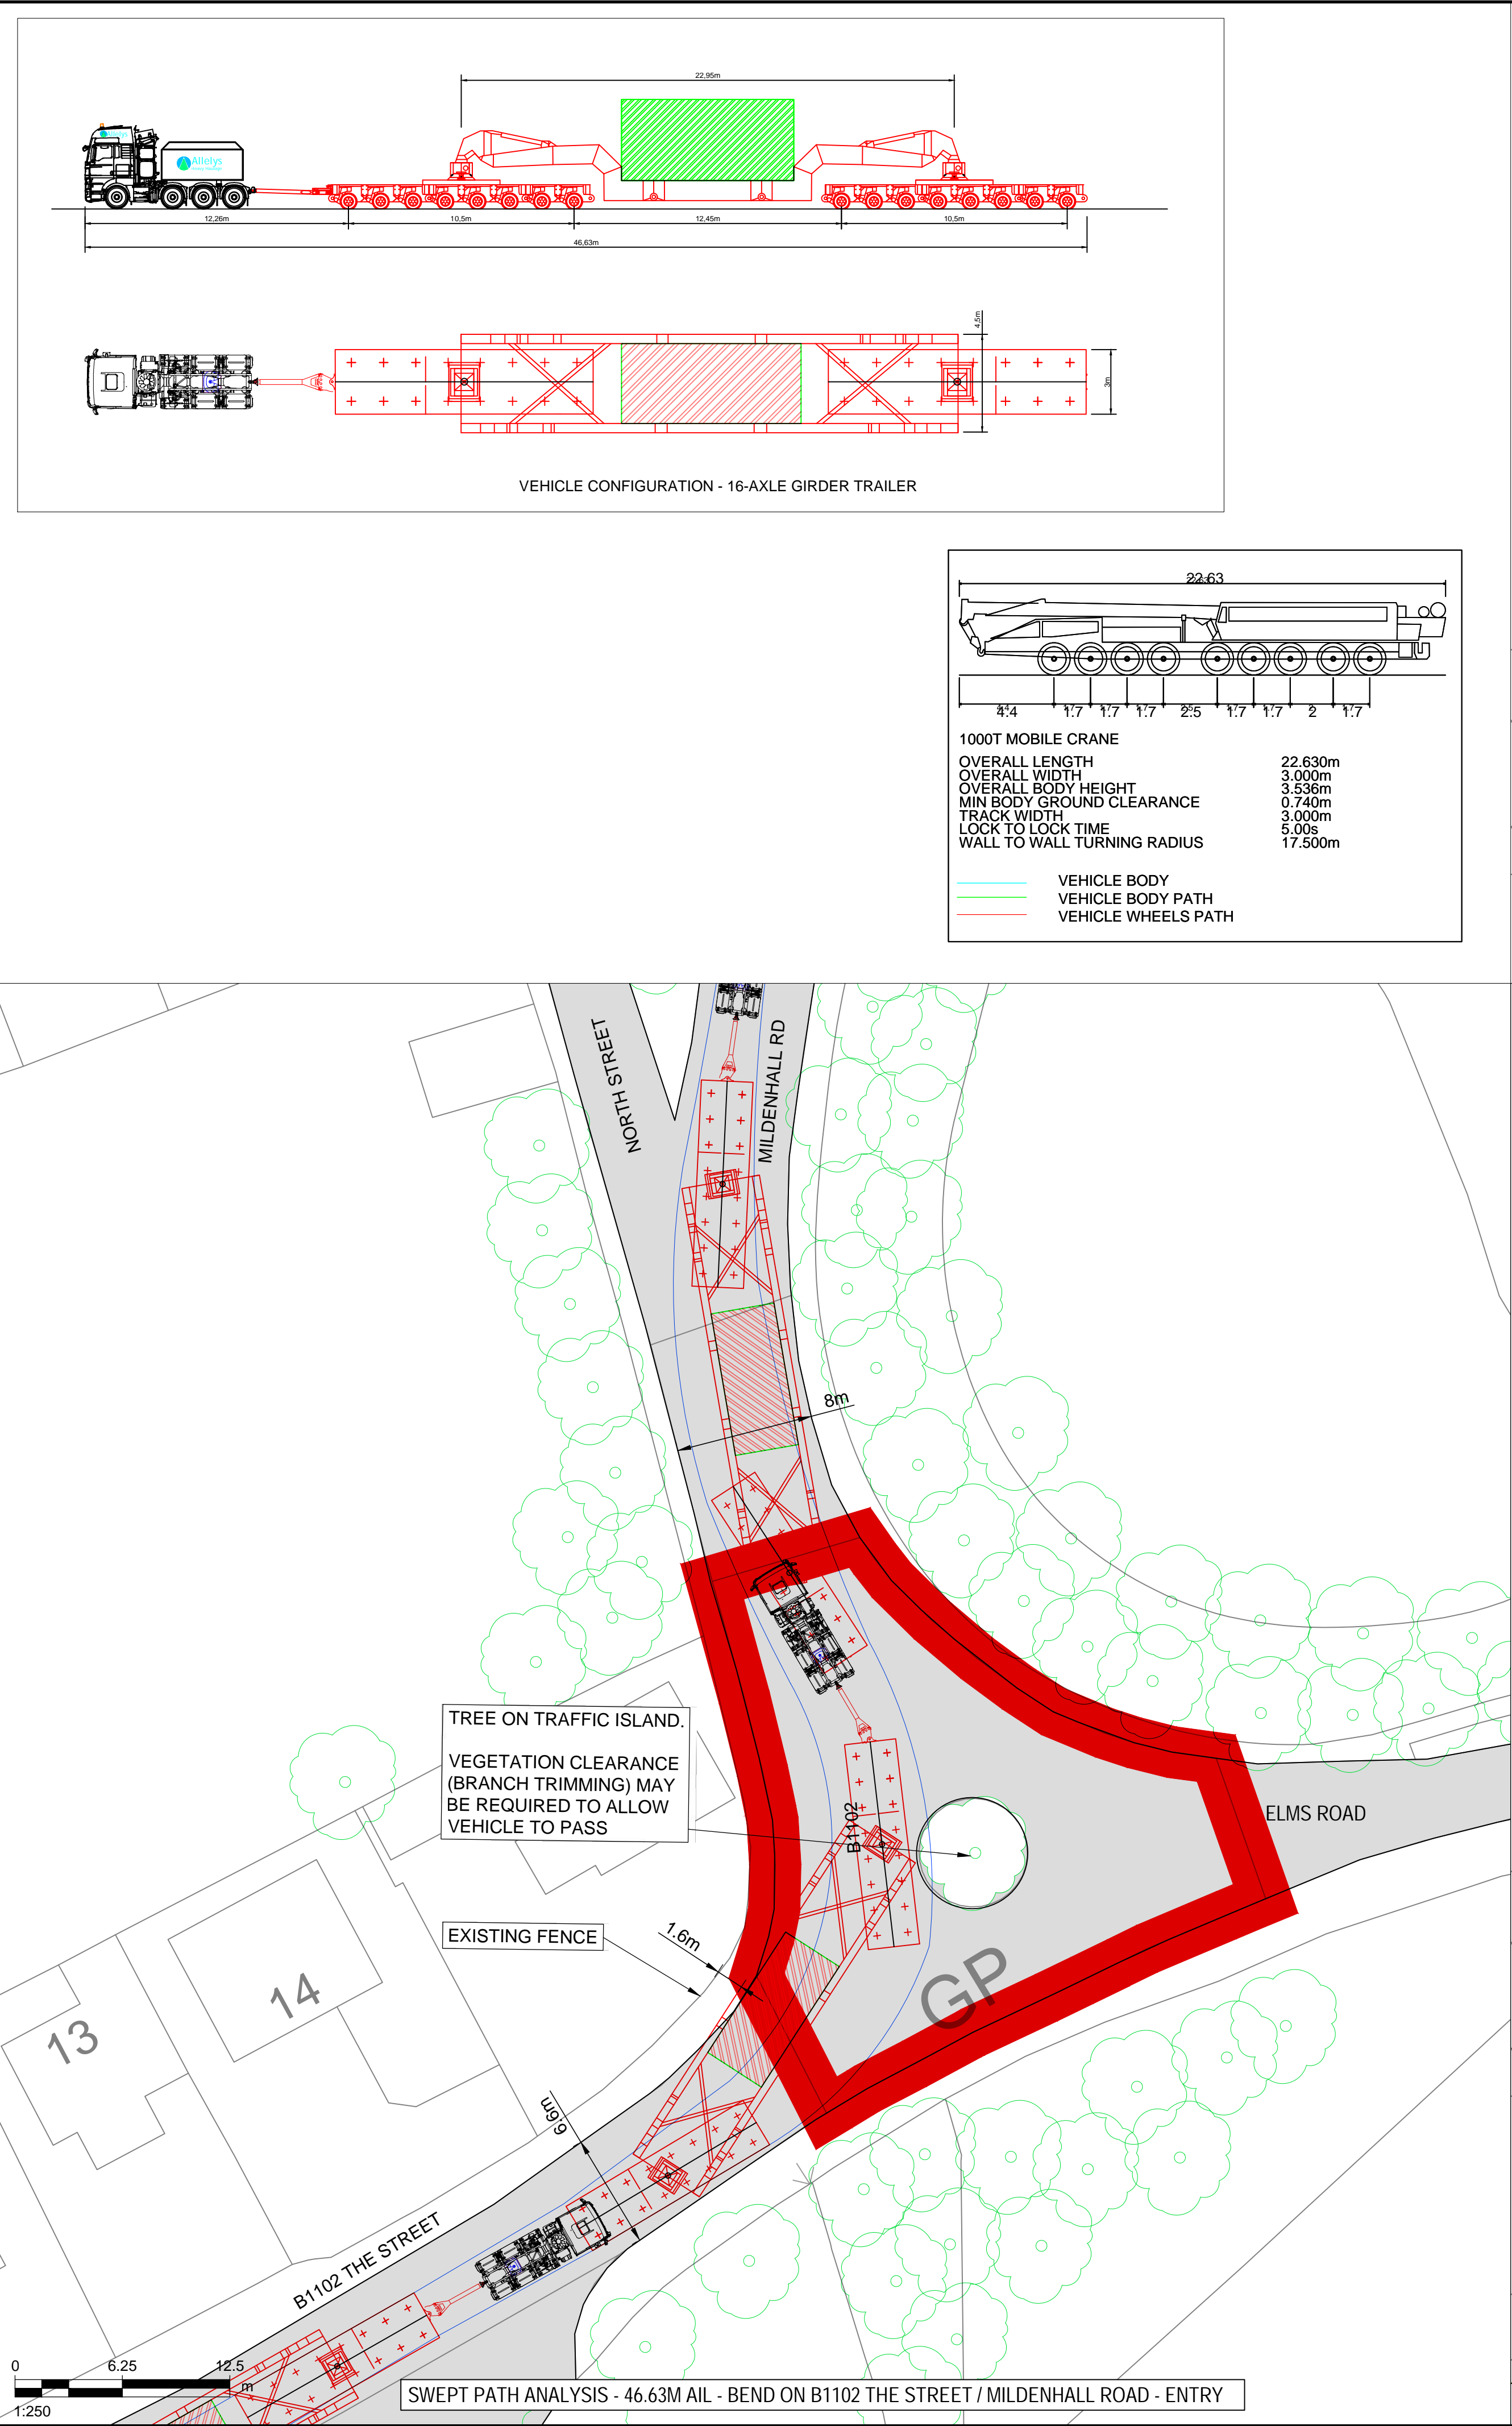 22,95m
Allelys
Allelys
12,26m
10,5m
12,45m
10,5m
46,63m
4,5m
3m
VEHICLE CONFIGURATION - 16-AXLE GIRDER TRAILER
22.63
4.4 1.7 1.7 1.7 2.5 1.7 1.7 2 1.7
1000T MOBILE CRANE
OVERALL LENGTH 22.630m
OVERALL WIDTH 3.000m
OVERALL BODY HEIGHT 3.536m
MIN BODY GROUND CLEARANCE 0.740m
TRACK WIDTH 3.000m
LOCK TO LOCK TIME 5.00s
WALL TO WALL TURNING RADIUS 17.500m
VEHICLE BODY
VEHICLE BODY PATH
VEHICLE WHEELS PATH
NORTH STREET
MILDENHALL RD
8m
TREE ON TRAFFIC ISLAND.
VEGETATION CLEARANCE
(BRANCH TRIMMING) MAY
BE REQUIRED TO ALLOW
VEHICLE TO PASS
B1102
ELMS ROAD
EXISTING FENCE
1.6m
GP
14
13
6.6m
B1102 THE STREET
0 6.25 12.5
m
1:250
SWEPT PATH ANALYSIS - 46.63M AIL - BEND ON B1102 THE STREET / MILDENHALL ROAD - ENTRY